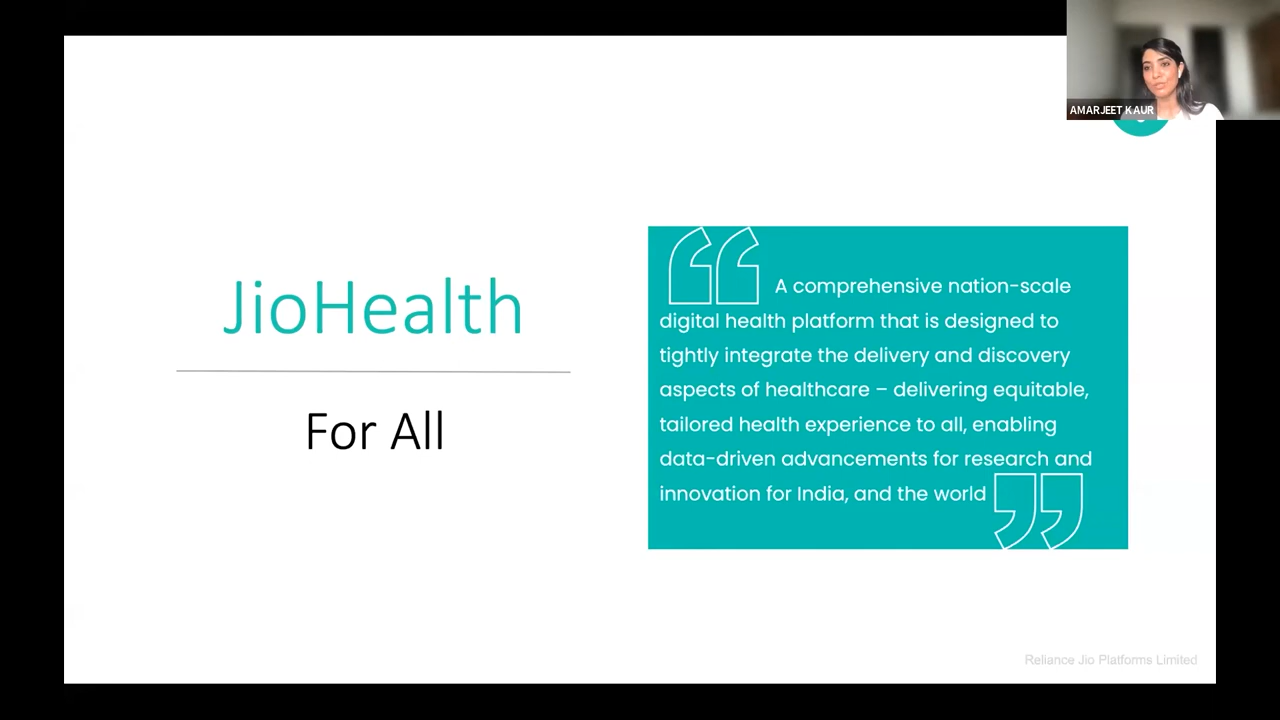 AMARJEET KAUR
JioHealth
For All
A comprehensive nation-scale
digital health platform that is designed to
tightly integrate the delivery and discovery
aspects of healthcare – delivering equitable,
tailored health experience to all, enabling
data-driven advancements for research and
innovation for India, and the world
Reliance Jio Platforms Limited